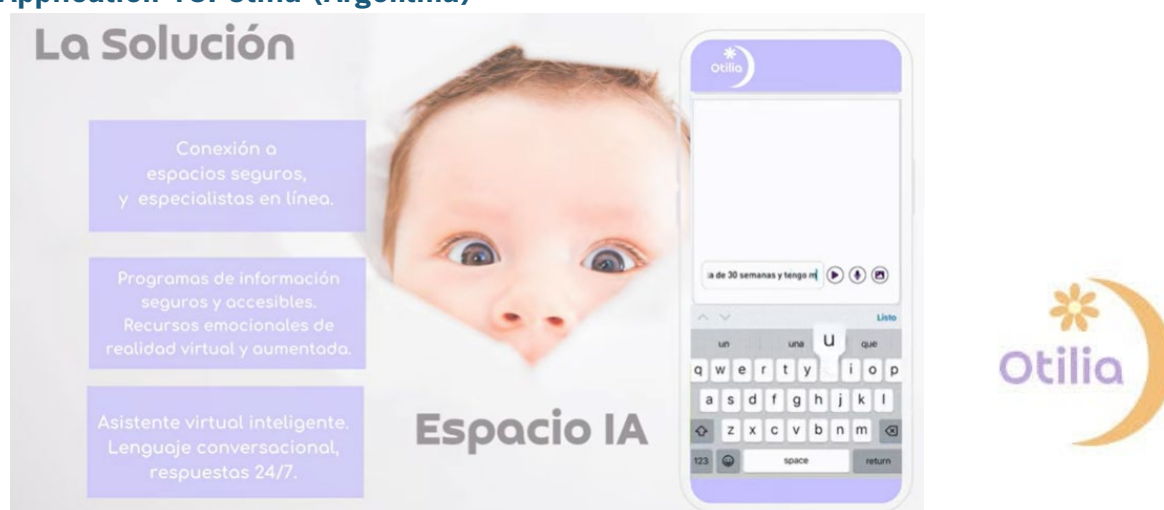 La Solución
Conexión a
espacios seguros,
y especialistas en línea.
Programas de información
seguros y accesibles.
Recursos emocionales de
realidad virtual y aumentada.
Asistente virtual inteligente.
Lenguaje conversacional,
respuestas 24/7.
Espacio IA
Otilia
a de 30 semanas y tengo m
Listo
un una U que
q w e r t y i o p
a s d f g h j k l
z x c v b n m
123 space return
Otilia